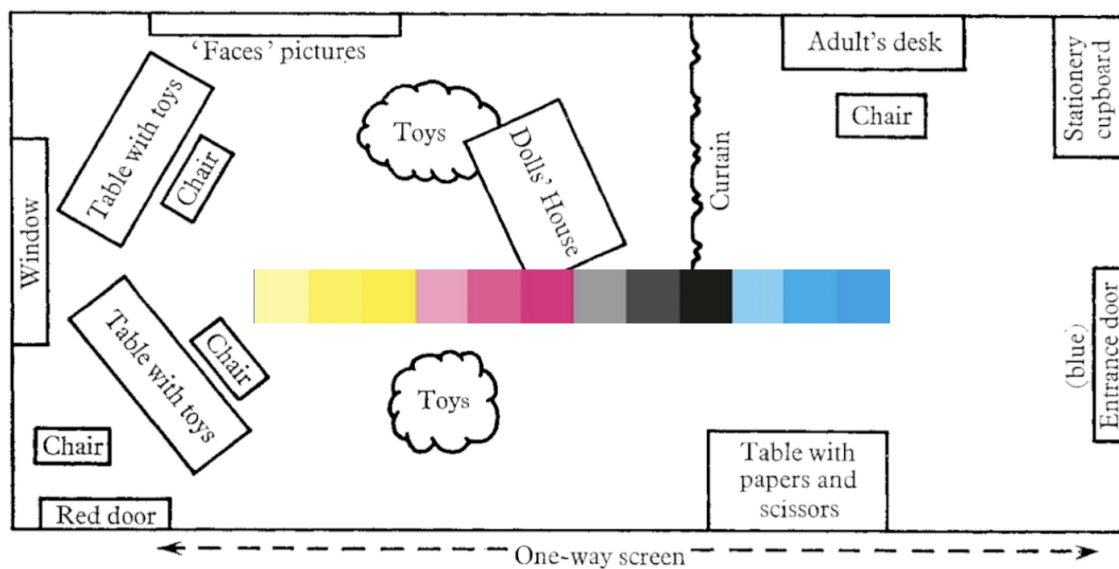 'Faces' pictures
Adult's desk
Stationery
cupboard
Table with toys
Chair
Toys
Dolls' House
Curtain
Chair
Window
Table with toys
Chair
Toys
(blue)
Entrance door
Chair
Red door
Table with
papers and
scissors
One-way screen